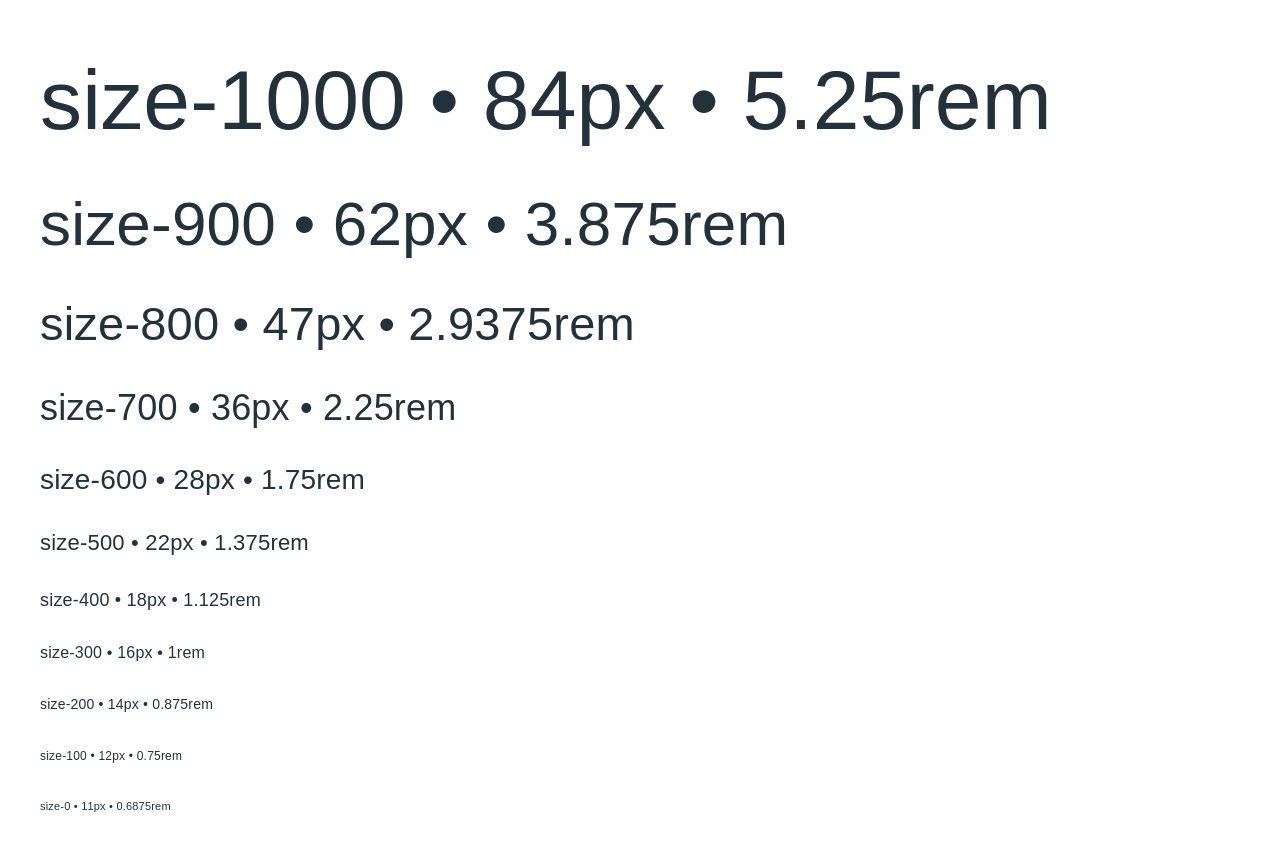 size-1000 • 84px • 5.25rem
size-900 • 62px • 3.875rem
size-800 • 47px • 2.9375rem
size-700 • 36px • 2.25rem
size-600 • 28px • 1.75rem
size-500 • 22px • 1.375rem
size-400 • 18px • 1.125rem
size-300 • 16px • 1rem
size-200 • 14px • 0.875rem
size-100 • 12px • 0.75rem
size-0 • 11px • 0.6875rem